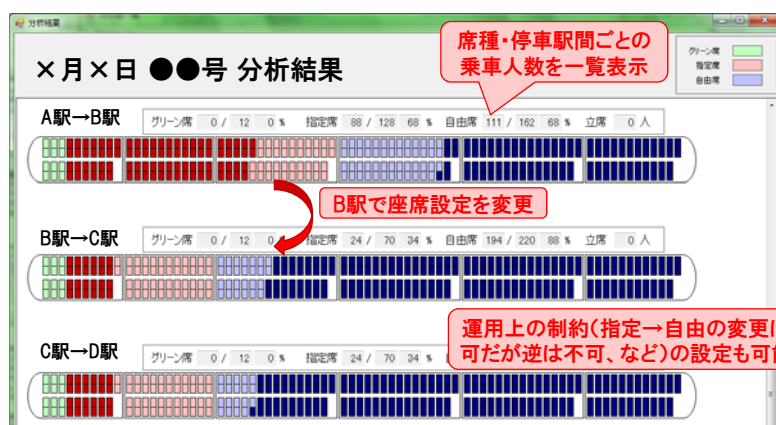 分析結果
席種・停車駅間ごとの
乗車人数を一覧表示
×月×日 ●●号 分析結果
グリーン席
指定席
自由席
A駅→B駅
グリーン席 0 / 12 0 % 指定席 88 / 128 68 % 自由席 111 / 162 68 % 立席 0 人
B駅で座席設定を変更
B駅→C駅
グリーン席 0 / 12 0 % 指定席 24 / 70 34 % 自由席 194 / 220 88 % 立席 0 人
運用上の制約(指定→自由の変更は
可だが逆は不可、など)の設定も可能
C駅→D駅
グリーン席 0 / 12 0 % 指定席 24 / 70 34 %